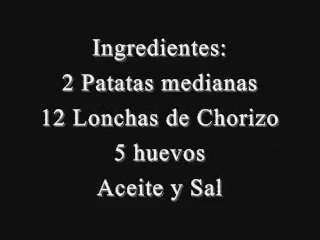 Ingredientes:
2 Patatas medianas
12 Lonchas de Chorizo
5 huevos
Aceite y Sal